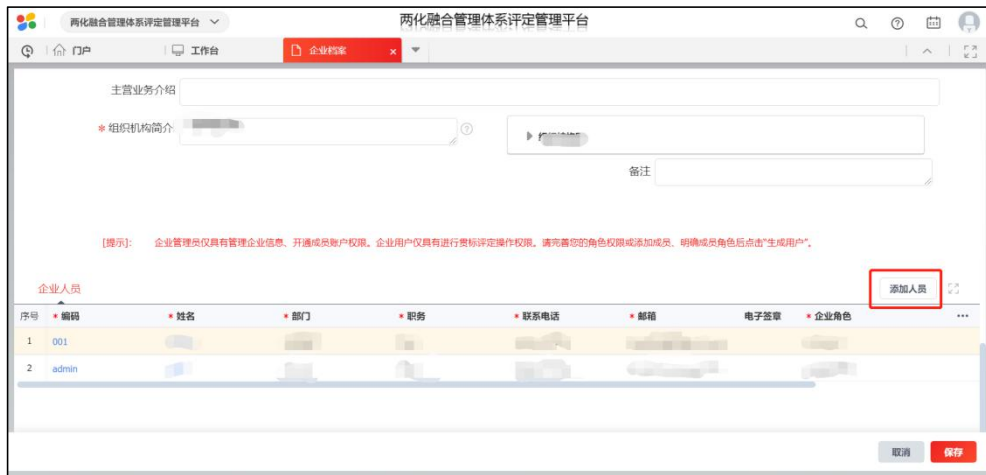 两化融合管理体系评定管理平台 两化融合管理体系评定管理平台
门户 工作台 企业档案
主营业务介绍
* 组织机构简介
备注
[提示]: 企业管理员仅具有管理企业信息、开通成员账户权限。企业用户仅具有进行贯标评定操作权限。请完善您的角色权限或添加成员、明确成员角色后点击"生成用户"。
企业人员 添加人员
序号 * 编码 * 姓名 * 部门 * 职务 * 联系电话 * 邮箱 电子签章 * 企业角色 ...
1 001
2 admin
取消 保存